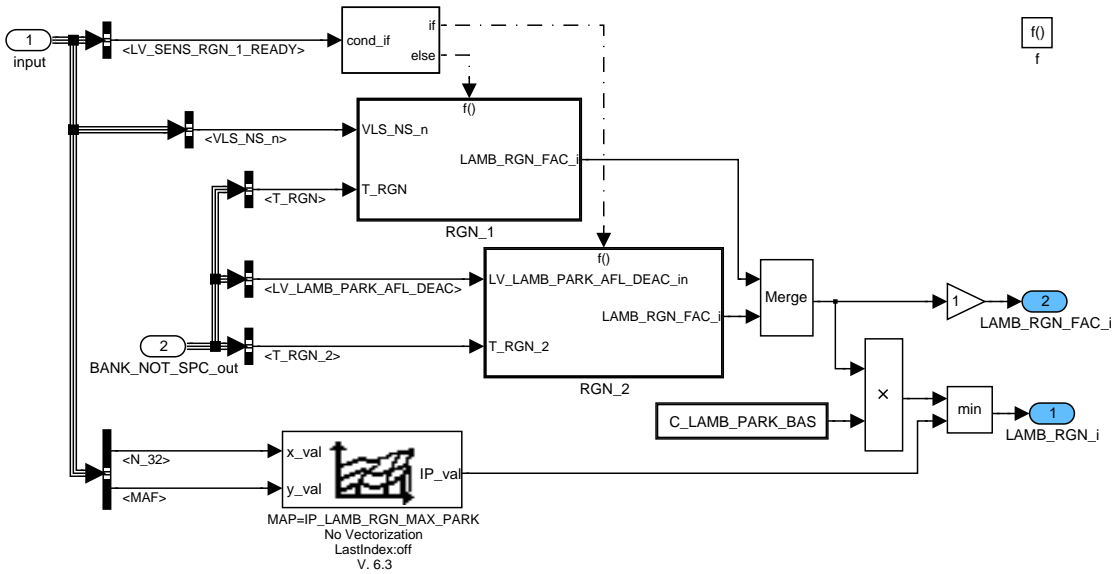 1
input
<LV_SENS_RGN_1_READY>
cond_if
if
else
f()
f
f()
VLS_NS_n
<VLS_NS_n>
LAMB_RGN_FAC_i
T_RGN
<T_RGN>
RGN_1
f()
LV_LAMB_PARK_AFL_DEAC_in
<LV_LAMB_PARK_AFL_DEAC>
LAMB_RGN_FAC_i
T_RGN_2
<T_RGN_2>
RGN_2
2
BANK_NOT_SPC_out
Merge
1
2
LAMB_RGN_FAC_i
×
C_LAMB_PARK_BAS
min
1
LAMB_RGN_i
<N_32>
<MAF>
x_val
y_val
IP_val
MAP=IP_LAMB_RGN_MAX_PARK
No Vectorization
LastIndex:off
V. 6.3